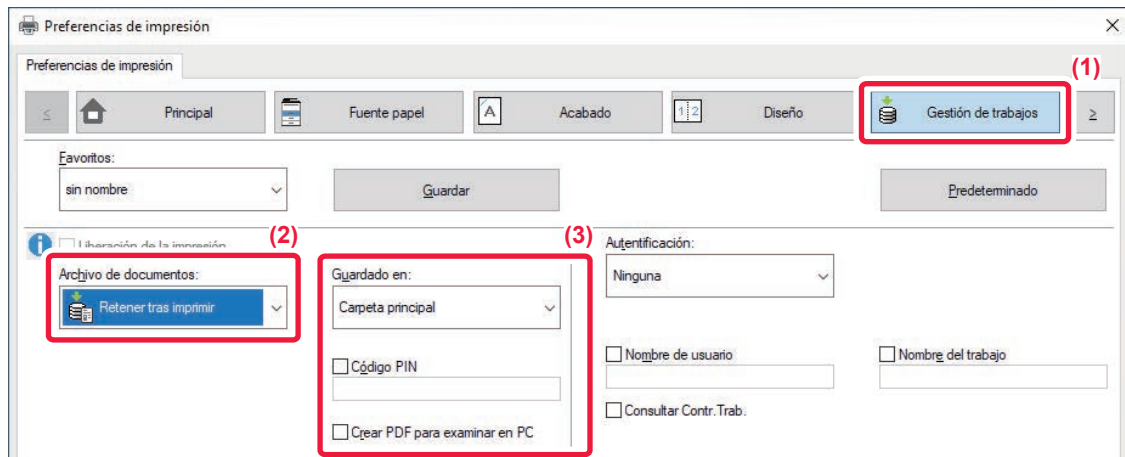 Preferencias de impresión
Preferencias de impresión
(1)
≤ Principal Fuente papel A Acabado 1 2 Diseño Gestión de trabajos ≥
Favoritos:
sin nombre Guardar Predeterminado
(2) (3)
Liberación de la impresión
Autentificación:
Archivo de documentos: Guardado en:
Ninguna
Retener tras imprimir Carpeta principal
Nombre de usuario Nombre del trabajo
Código PIN
Consultar Contr.Trab.
Crear PDF para examinar en PC